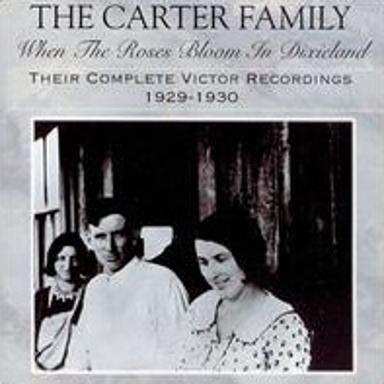 THE CARTER FAMILY
When The Roses Bloom In Dixieland
THEIR COMPLETE VICTOR RECORDINGS
1929-1930